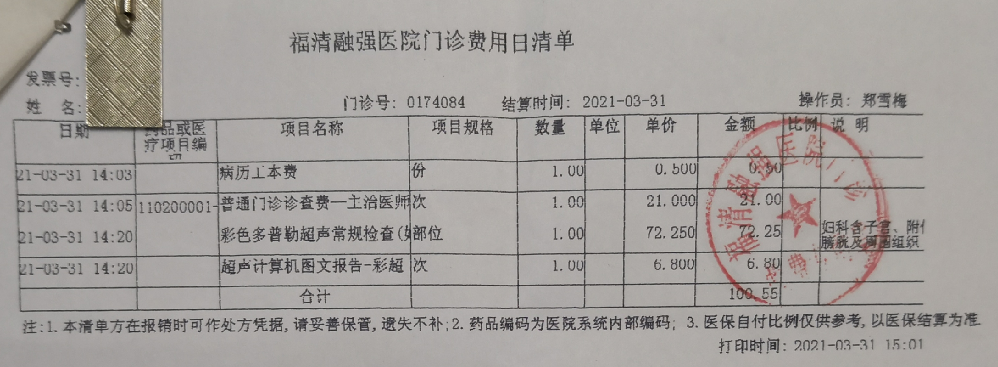 福清融强医院门诊费用日清单
发票号:
姓 名: 门诊号: 0174084 结算时间: 2021-03-31 操作员: 郑雪梅
日期 药品或医疗项目编 项目名称 项目规格 数量 单位 单价 金额 比例 说 明
21-03-31 14:03 病历工本费 份 1.00 0.500 0.50
21-03-31 14:05 110200001- 普通门诊诊查费—主治医师 次 1.00 21.000 21.00
21-03-31 14:20 彩色多普勒超声常规检查( 部位 1.00 72.250 72.25 妇科含子宫、附
膀胱及周围组织
21-03-31 14:20 超声计算机图文报告-彩超 次 1.00 6.800 6.80
合计 100.55
注:1.本清单方在报销时可作处方凭据,请妥善保管,遗失不补;2.药品编码为医院系统内部编码; 3.医保自付比例仅供参考,以医保结算为准
打印时间: 2021-03-31 15:01
福清融强医院门诊